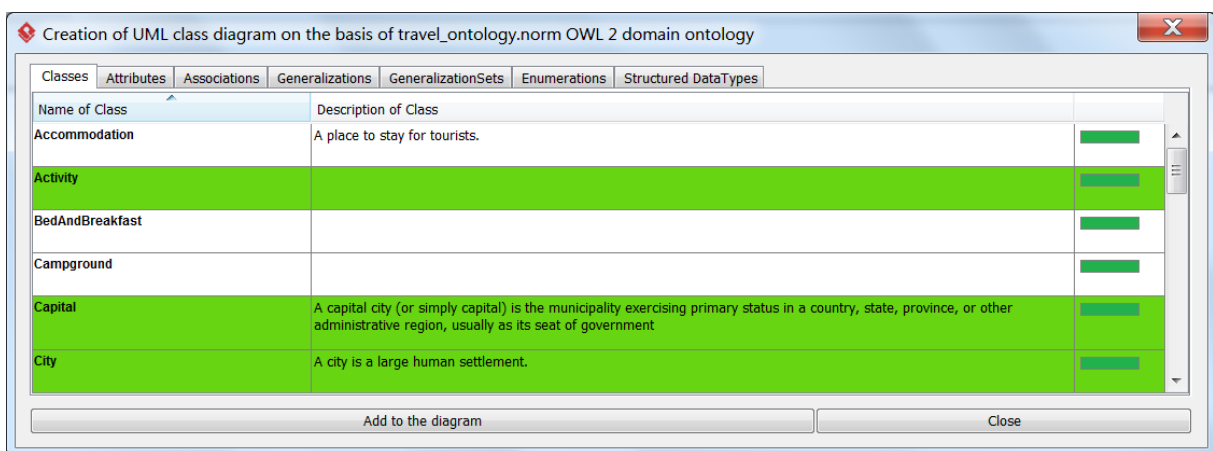 Creation of UML class diagram on the basis of travel_ontology.norm OWL 2 domain ontology
Classes Attributes Associations Generalizations GeneralizationSets Enumerations Structured DataTypes
Name of Class Description of Class
Accommodation A place to stay for tourists.
Activity
BedAndBreakfast
Campground
Capital A capital city (or simply capital) is the municipality exercising primary status in a country, state, province, or other
administrative region, usually as its seat of government
City A city is a large human settlement.
Add to the diagram Close